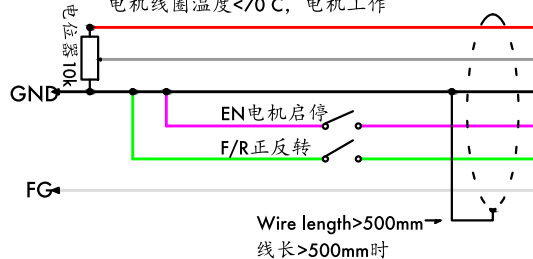 电机线圈温度<70℃，电机工作
电位器10k
GND
EN电机启停
F/R正反转
FG
Wire length>500mm
线长>500mm时